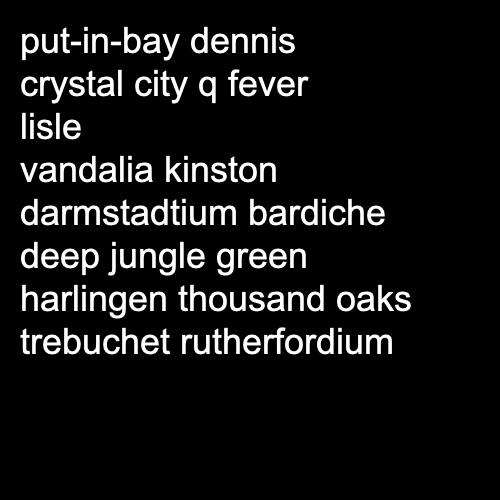 put-in-bay dennis
crystal city q fever
lisle
vandalia kinston
darmstadtium bardiche
deep jungle green
harlingen thousand oaks
trebuchet rutherfordium